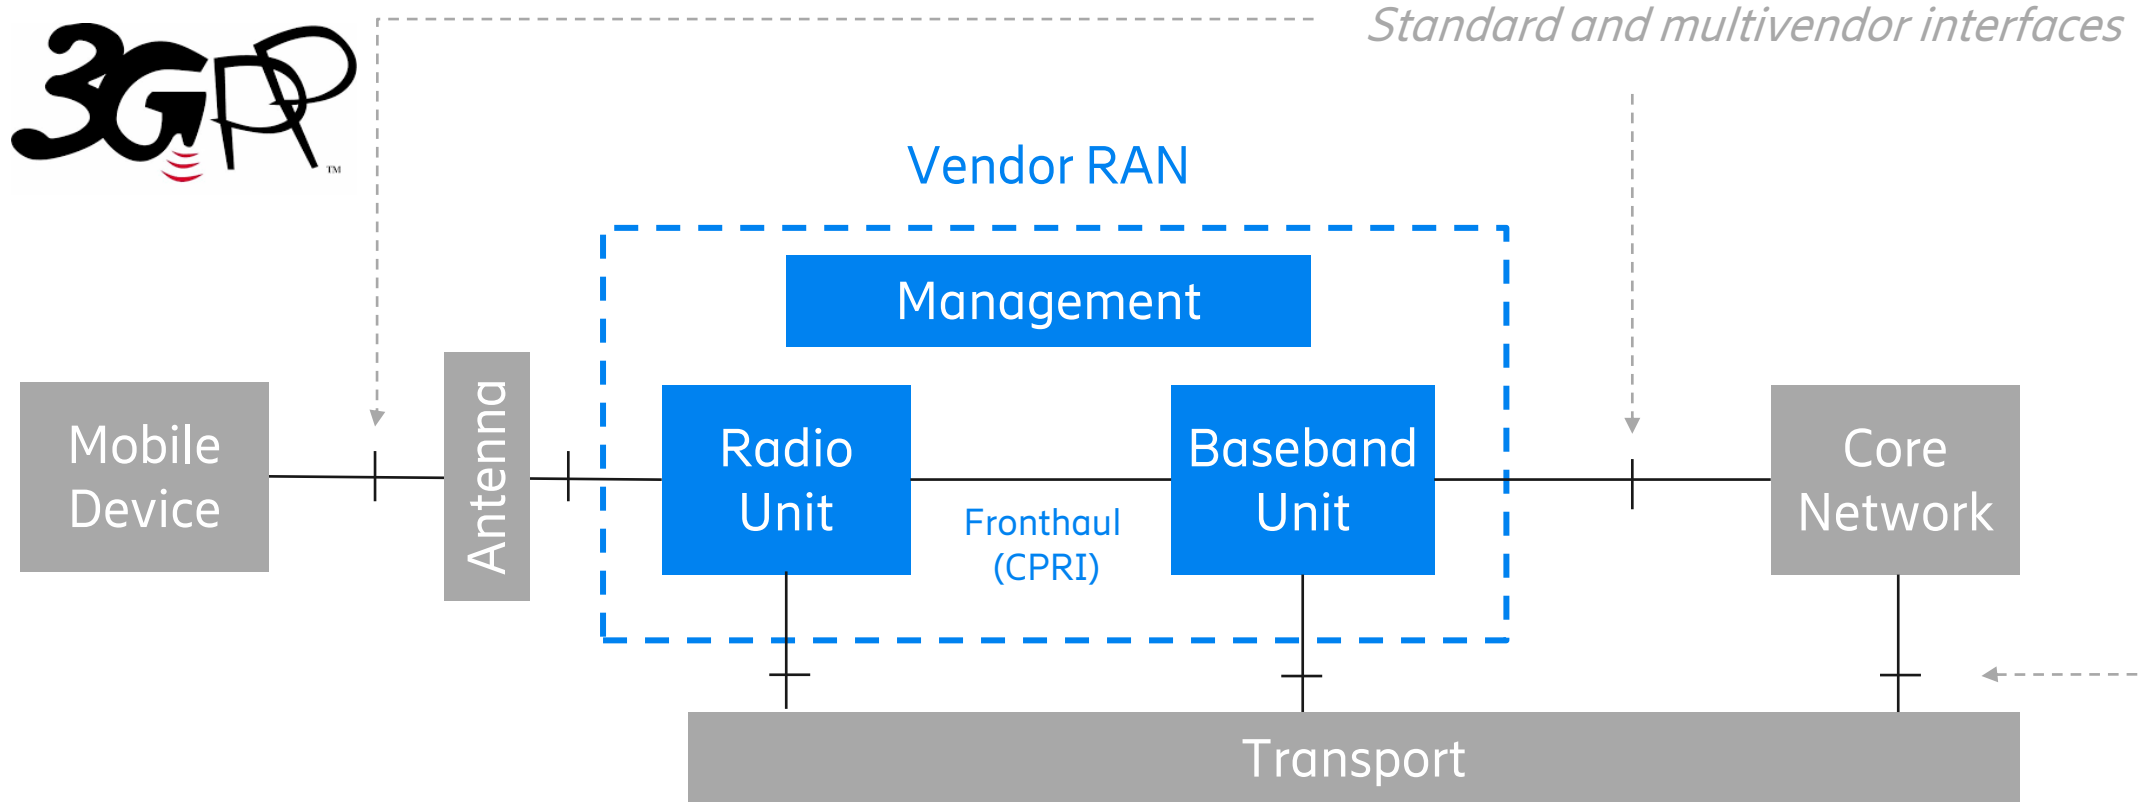 Standard and multivendor interfaces
3GPP
TM
Vendor RAN
Management
Mobile
Device
Antenna
Radio
Unit
Fronthaul
(CPRI)
Baseband
Unit
Core
Network
Transport